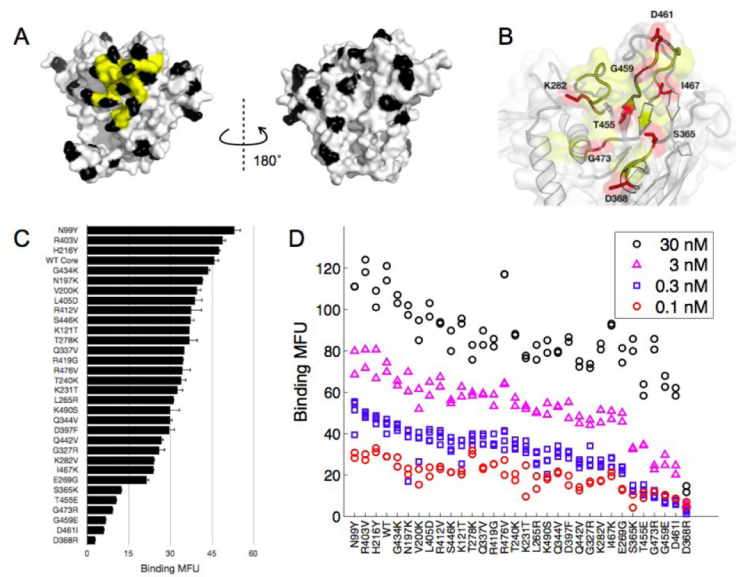 A
180°
B
D461
G459
K282
I467
T455
S365
G473
D368
C
N99Y
R403V
H216Y
WT Core
G434K
N197K
V200K
L405D
R412V
S446K
K121T
T278K
Q337V
R419G
R476V
T240K
K231T
L265R
K490S
Q344V
D397F
Q442V
G327R
K282V
I467K
E269G
S365K
T455E
G473R
G459E
D461I
D368R
0 15 30 45 60
Binding MFU
D
30 nM
3 nM
0.3 nM
0.1 nM
Binding MFU
120
100
80
60
40
20
0
N99Y
R403V
H216Y
WT
G434K
N197K
V200K
L405D
R412V
S446K
K121T
T278K
Q337V
R419G
R476V
T240K
K231K
L265R
K490S
Q344V
D397F
Q442V
G327R
K282V
I467K
E269G
S365K
T455E
G473R
G459E
D461I
D368R